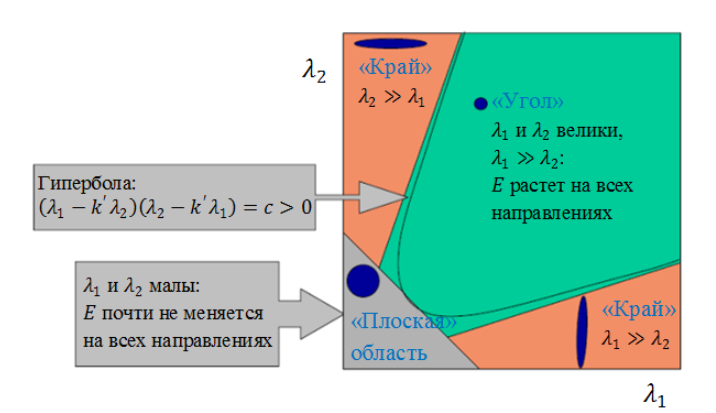 λ₂
«Край»
λ₂ ≫ λ₁
«Угол»
λ₁ и λ₂ велики,
λ₁ ≫ λ₂:
E растет на всех
направлениях
Гипербола:
(λ₁ − k′λ₂)(λ₂ − k′λ₁) = c > 0
λ₁ и λ₂ малы:
E почти не меняется
на всех направлениях
«Плоская»
область
«Край»
λ₁ ≫ λ₂
λ₁